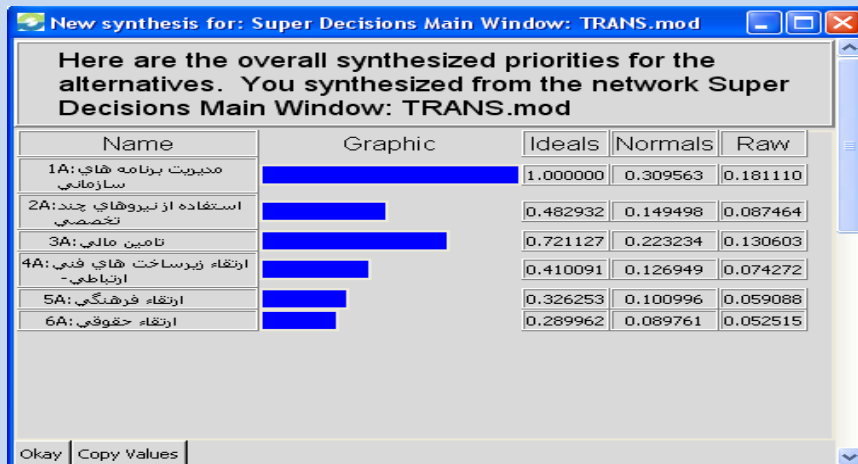 New synthesis for: Super Decisions Main Window: TRANS.mod
Here are the overall synthesized priorities for the
alternatives. You synthesized from the network Super
Decisions Main Window: TRANS.mod
Name Graphic Ideals Normals Raw
1A:مديريت برنامه هاي
سازماني
1.000000 0.309563 0.181110
2A:استفاده از نيروهاي چند
تخصصي
0.482932 0.149498 0.087464
3A:تامين مالي 0.721127 0.223234 0.130603
4A:ارتقاء زيرساخت هاي فني
ارتباطي-
0.410091 0.126949 0.074272
5A:ارتقاء فرهنگي 0.326253 0.100996 0.059088
6A:ارتقاء حقوقي 0.289962 0.089761 0.052515
Okay Copy Values